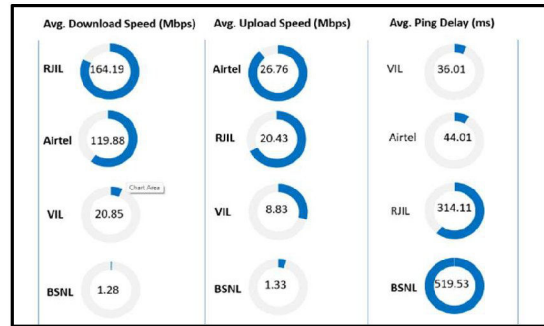 Avg. Download Speed (Mbps)
RJIL 164.19
Airtel 119.88
Chart Area
VIL 20.85
BSNL 1.28
Avg. Upload Speed (Mbps)
Airtel 26.76
RJIL 20.43
VIL 8.83
BSNL 1.33
Avg. Ping Delay (ms)
VIL 36.01
Airtel 44.01
RJIL 314.11
BSNL 519.53